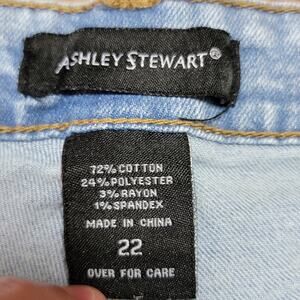 ASHLEY STEWART®
72% COTTON
24% POLYESTER
3% RAYON
1% SPANDEX
MADE IN CHINA
22
OVER FOR CARE